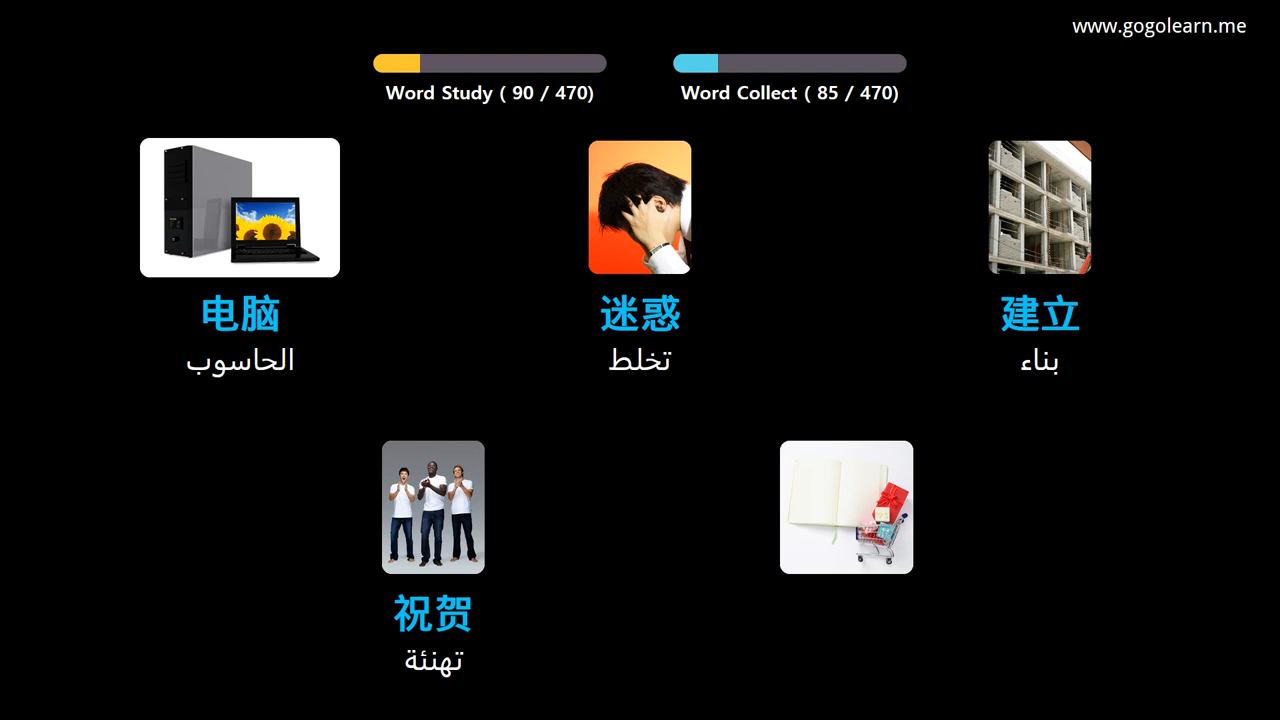 www.gogolearn.me
Word Study ( 90 / 470)
Word Collect ( 85 / 470)
电脑
الحاسوب
迷惑
تخلط
建立
بناء
祝贺
تهنئة